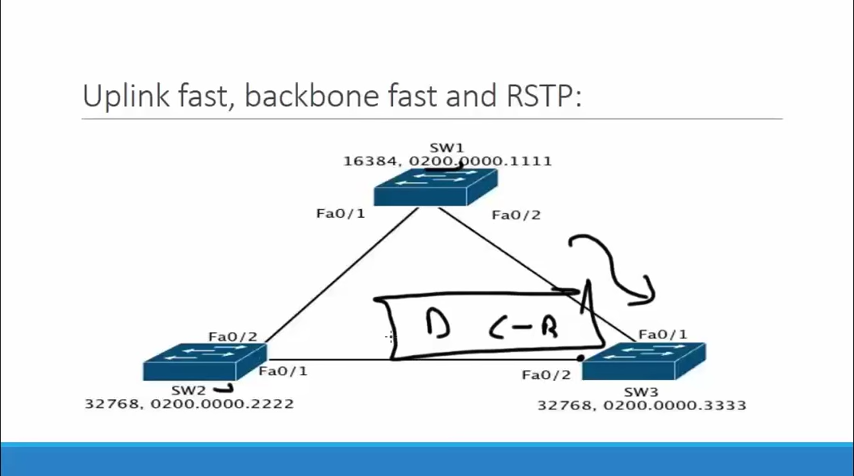 Uplink fast, backbone fast and RSTP:
SW1
16384, 0200.0000.1111
Fa0/1
Fa0/2
D C-R
Fa0/2
Fa0/1
Fa0/1
Fa0/2
SW2
SW3
32768, 0200.0000.2222
32768, 0200.0000.3333